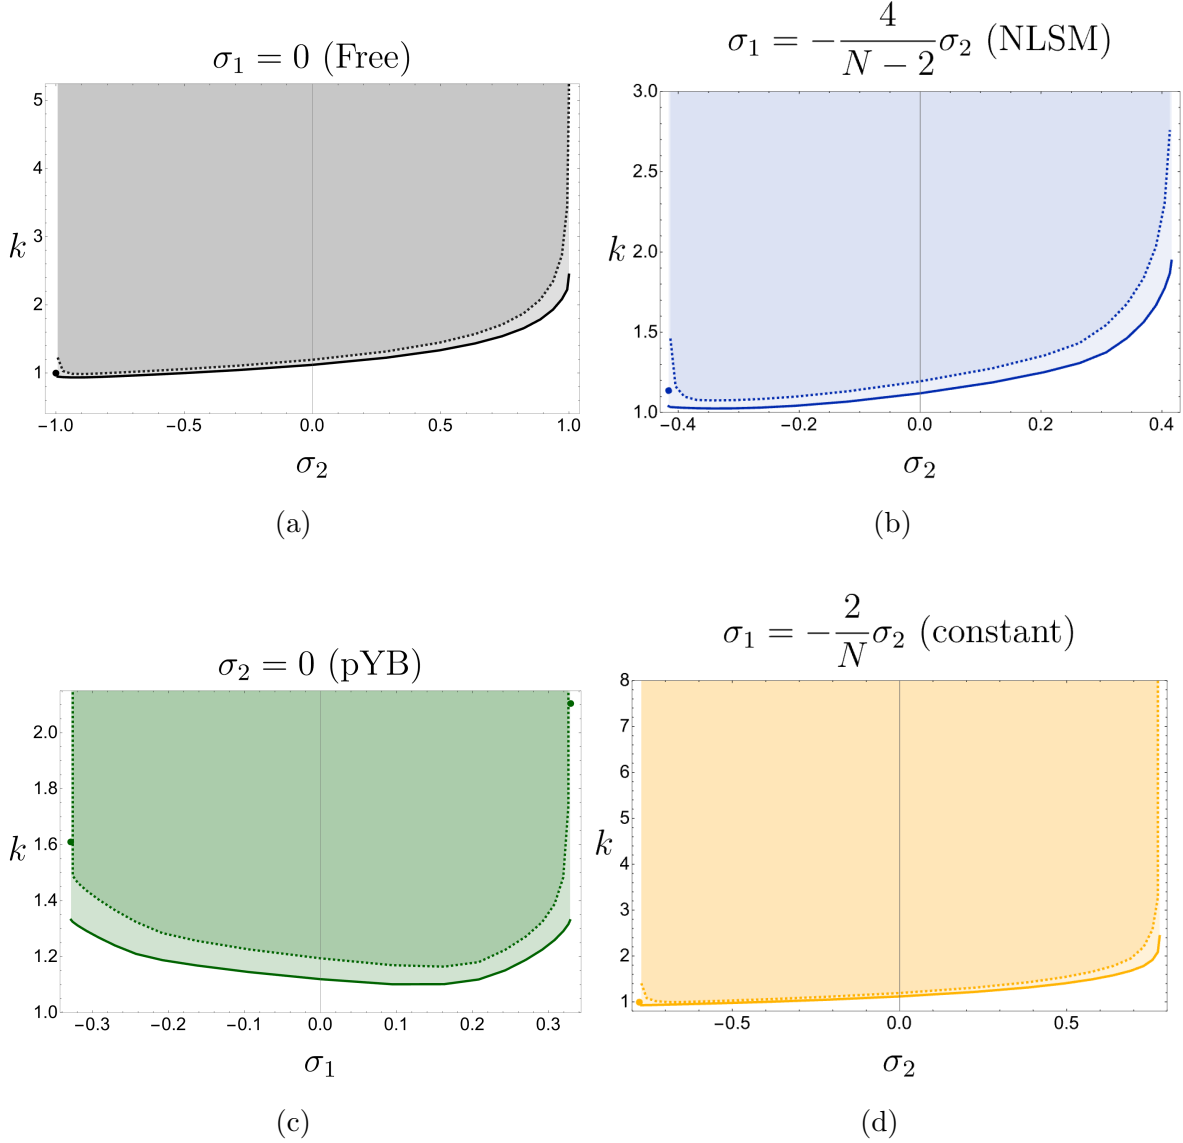 σ₁ = 0 (Free)
5
4
3
2
1
k
−1.0 −0.5 0.0 0.5 1.0
σ₂
(a)
σ₁ = −4/(N − 2) σ₂ (NLSM)
3.0
2.5
2.0
1.5
1.0
k
−0.4 −0.2 0.0 0.2 0.4
σ₂
(b)
σ₂ = 0 (pYB)
2.0
1.8
1.6
1.4
1.2
1.0
k
−0.3 −0.2 −0.1 0.0 0.1 0.2 0.3
σ₁
(c)
σ₁ = −2/N σ₂ (constant)
8
7
6
5
4
3
2
1
k
−0.5 0.0 0.5
σ₂
(d)